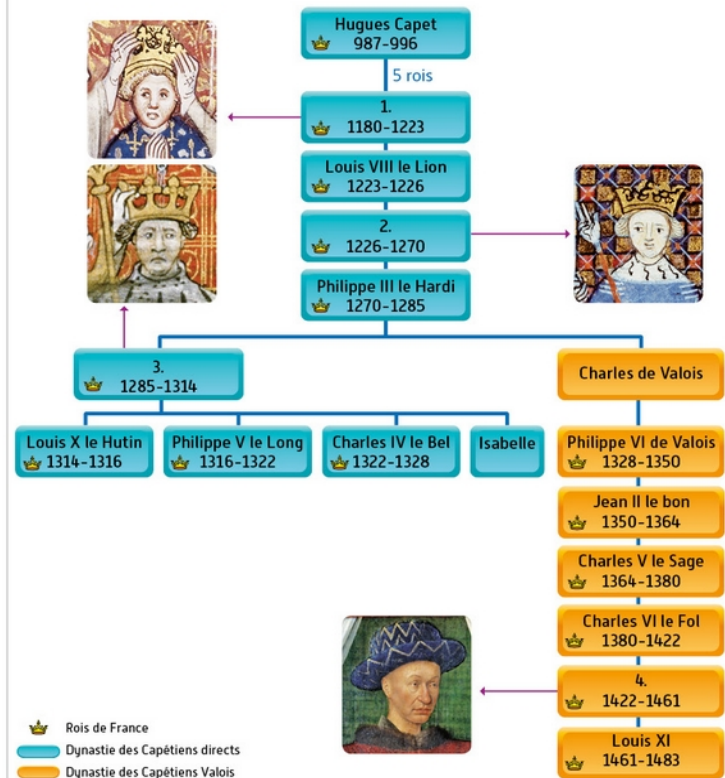 Hugues Capet
987-996
5 rois
1.
1180-1223
Louis VIII le Lion
1223-1226
2.
1226-1270
Philippe III le Hardi
1270-1285
3.
1285-1314
Charles de Valois
Louis X le Hutin
1314-1316
Philippe V le Long
1316-1322
Charles IV le Bel
1322-1328
Isabelle
Philippe VI de Valois
1328-1350
Jean II le bon
1350-1364
Charles V le Sage
1364-1380
Charles VI le Fol
1380-1422
4.
1422-1461
Louis XI
1461-1483
Rois de France
Dynastie des Capétiens directs
Dynastie des Capétiens Valois